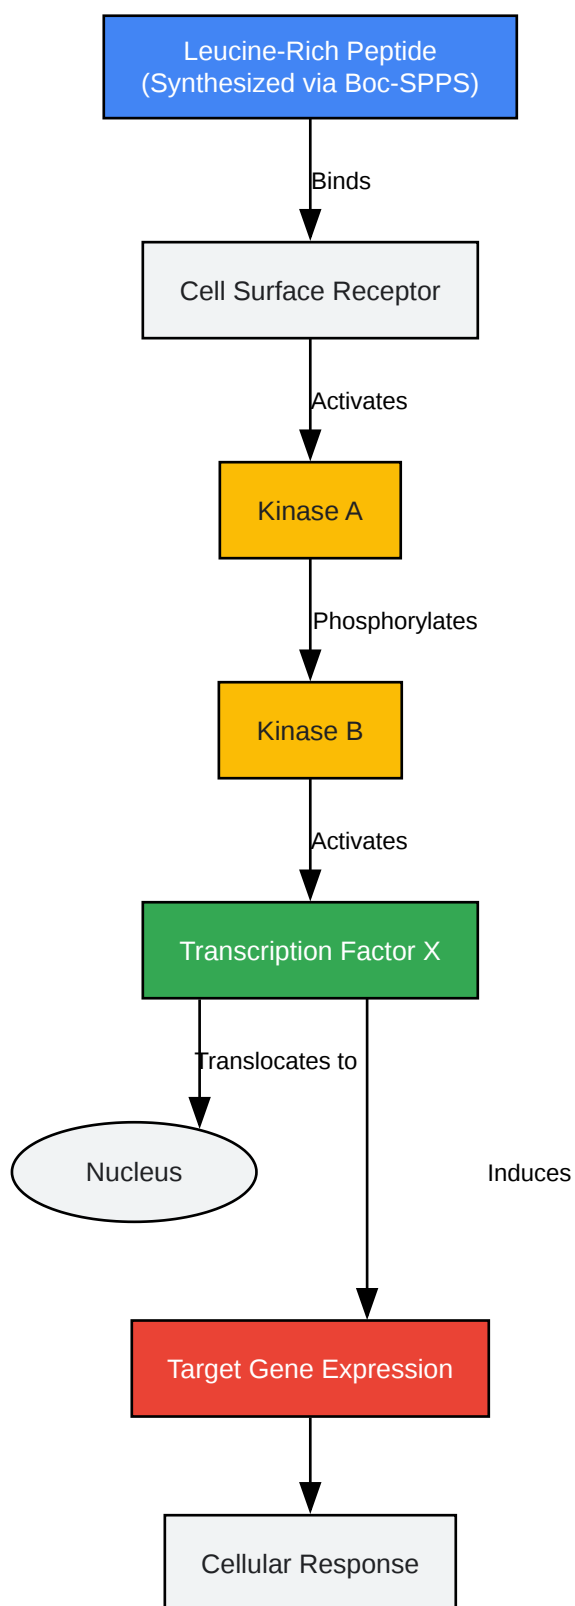 Leucine-Rich Peptide
(Synthesized via Boc-SPPS)
Binds
Cell Surface Receptor
Activates
Kinase A
Phosphorylates
Kinase B
Activates
Transcription Factor X
Translocates to
Nucleus
Induces
Target Gene Expression
Cellular Response